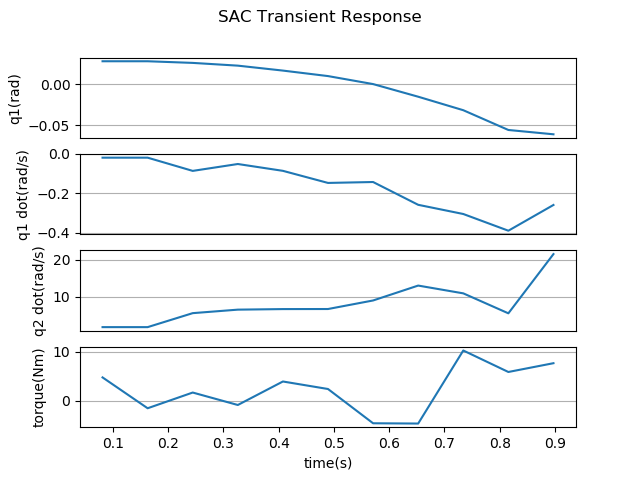 SAC Transient Response
q1(rad)
0.00
−0.05
q1 dot(rad/s)
0.0
−0.2
−0.4
q2 dot(rad/s)
20
10
torque(Nm)
10
0
0.1 0.2 0.3 0.4 0.5 0.6 0.7 0.8 0.9
time(s)